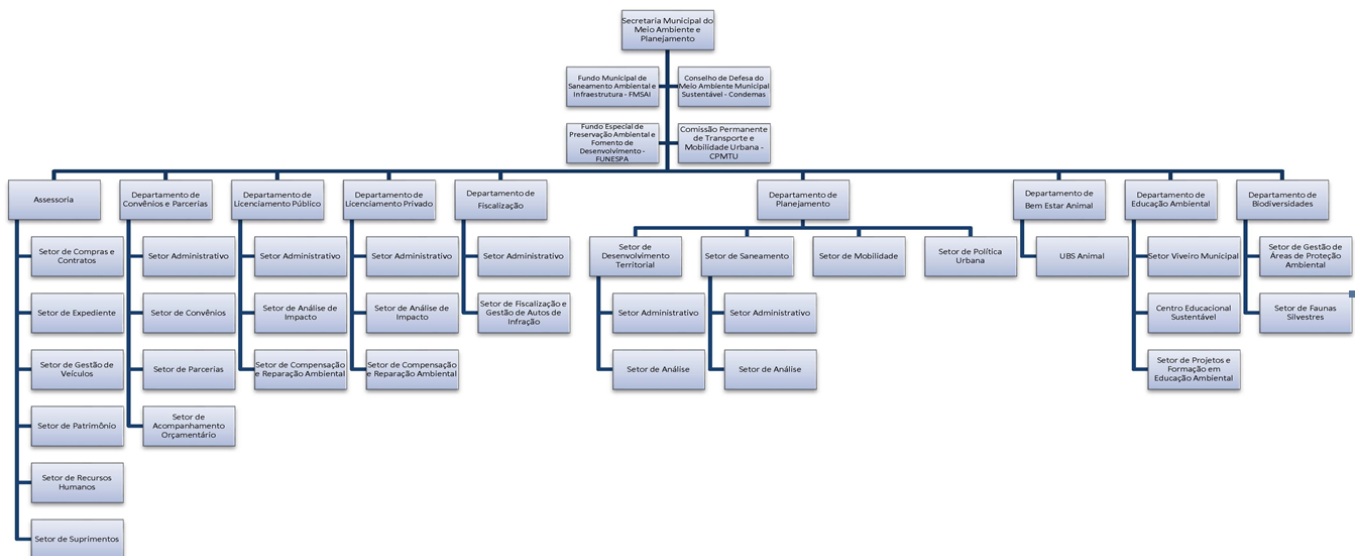 Secretaria Municipal do
Meio Ambiente e
Planejamento
Fundo Municipal de
Saneamento Ambiental e
Infraestrutura - FMSAI
Conselho de Defesa do
Meio Ambiente Municipal
Sustentável - Condemas
Fundo Especial de
Preservação Ambiental e
Fomento de
Desenvolvimento -
FUNESPA
Comissão Permanente
de Transporte e
Mobilidade Urbana -
CPMTU
Assessoria
Departamento de
Convênios e Parcerias
Departamento de
Licenciamento Público
Departamento de
Licenciamento Privado
Departamento de
Fiscalização
Departamento de
Planejamento
Departamento de
Bem Estar Animal
Departamento de
Educação Ambiental
Departamento de
Biodiversidades
Setor de Compras e
Contratos
Setor de Expediente
Setor de Gestão de
Veículos
Setor de Patrimônio
Setor de Recursos
Humanos
Setor de Suprimentos
Setor Administrativo
Setor de Convênios
Setor de Parcerias
Setor de
Acompanhamento
Orçamentário
Setor Administrativo
Setor de Análise de
Impacto
Setor de Compensação
e Reparação Ambiental
Setor Administrativo
Setor de Análise de
Impacto
Setor de Compensação
e Reparação Ambiental
Setor Administrativo
Setor de Fiscalização e
Gestão de Autos de
Infração
Setor de
Desenvolvimento
Territorial
Setor Administrativo
Setor de Análise
Setor de Saneamento
Setor Administrativo
Setor de Análise
Setor de Mobilidade
Setor de Política
Urbana
UBS Animal
Setor Viveiro Municipal
Centro Educacional
Sustentável
Setor de Projetos e
Formação em
Educação Ambiental
Setor de Gestão de
Áreas de Proteção
Ambiental
Setor de Faunas
Silvestres